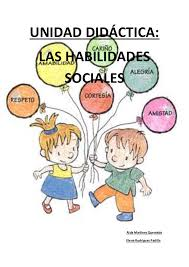 UNIDAD DIDÁCTICA:
LAS HABILIDADES
SOCIALES
CARIÑO
AMABILIDAD
ALEGRÍA
CORTESÍA
RESPETO
AMISTAD